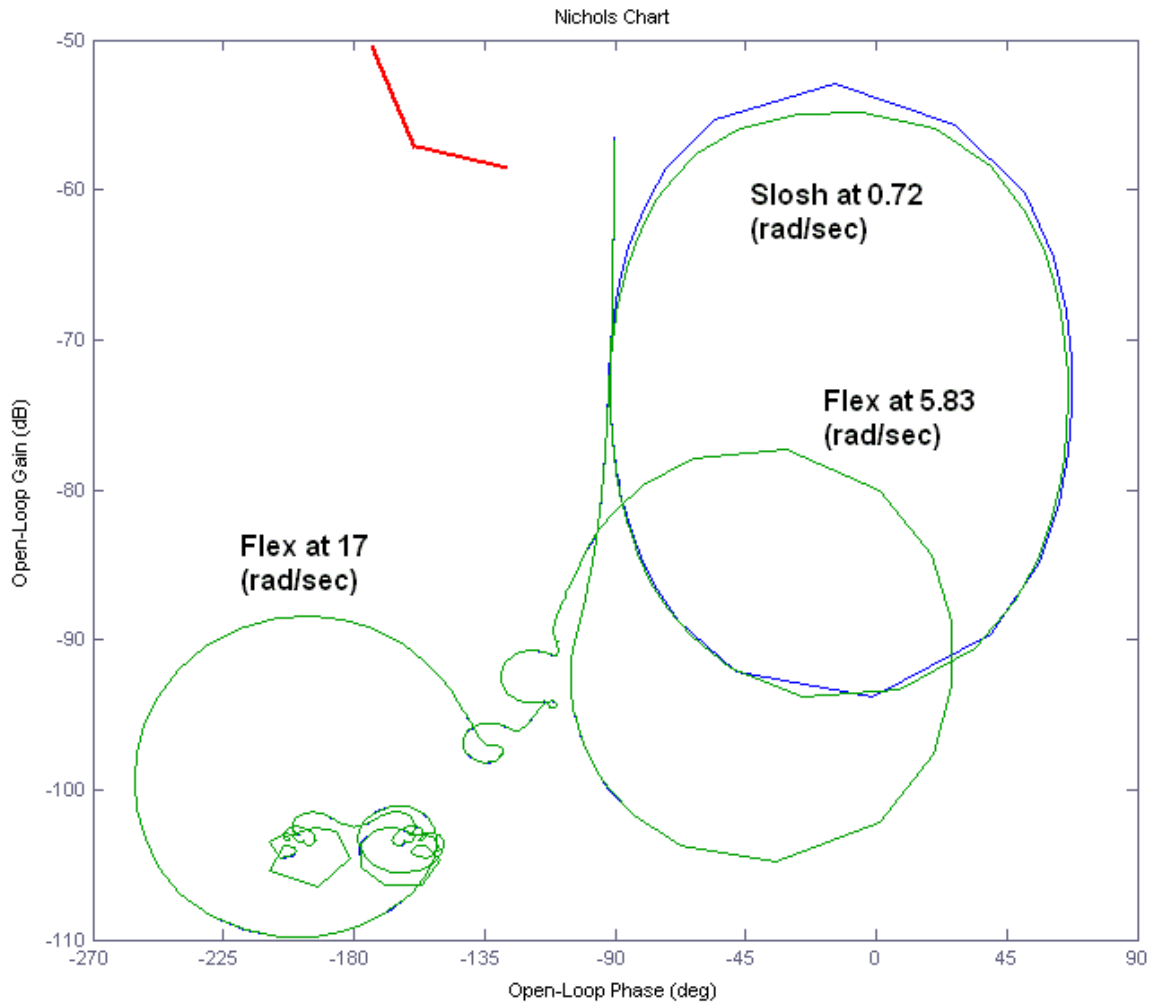 Nichols Chart
-50
-60
-70
-80
-90
-100
-110
Open-Loop Gain (dB)
Slosh at 0.72
(rad/sec)
Flex at 5.83
(rad/sec)
Flex at 17
(rad/sec)
-270
-225
-180
-135
-90
-45
0
45
90
Open-Loop Phase (deg)